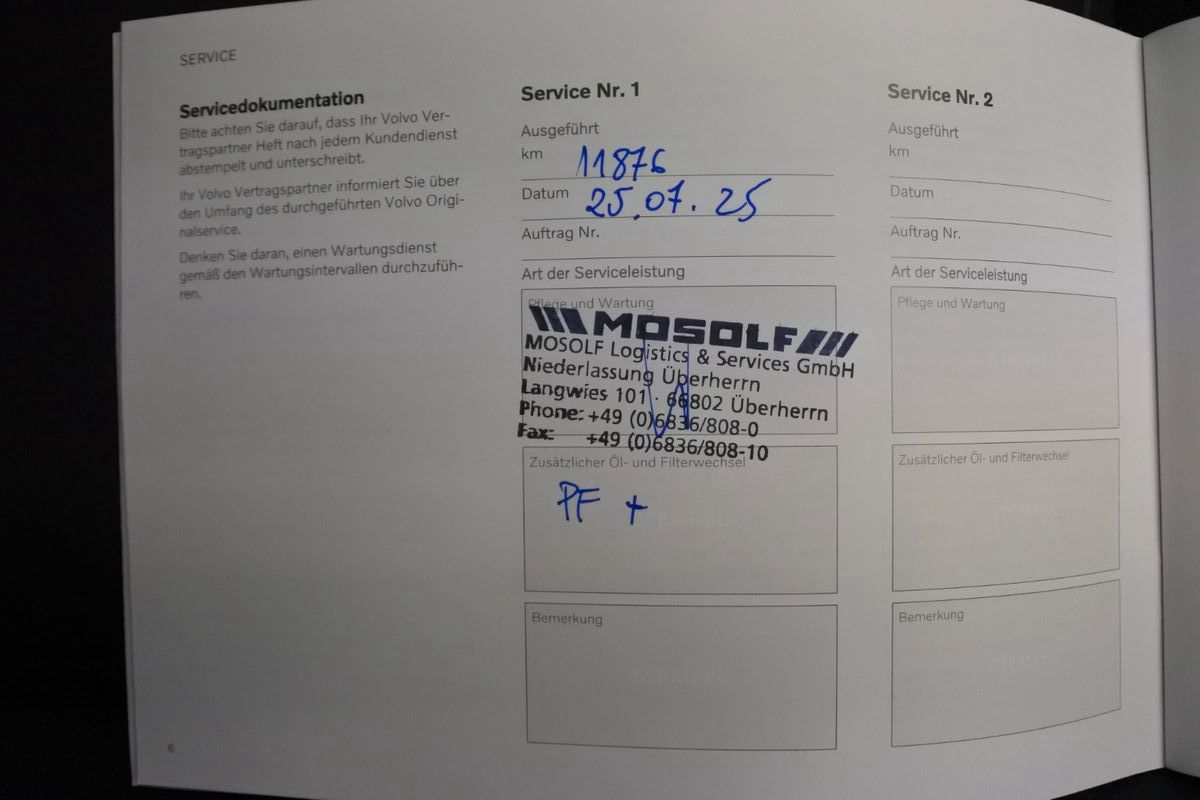 SERVICE
Servicedokumentation
Bitte achten Sie darauf, dass Ihr Volvo Ver-
tragspartner Heft nach jedem Kundendienst
abstempelt und unterschreibt.
Ihr Volvo Vertragspartner informiert Sie über
den Umfang des durchgeführten Volvo Origi-
nalservice.
Denken Sie daran, einen Wartungsdienst
gemäß den Wartungsintervallen durchzufüh-
ren.
6
Service Nr. 1
Ausgeführt
km 11876
Datum 25.07.25
Auftrag Nr.
Art der Serviceleistung
Pflege und Wartung
MOSOLF
MOSOLF Logistics & Services GmbH
Niederlassung Überherrn
Langwies 101 · 66802 Überherrn
Phone: +49 (0)6836/808-0
Fax: +49 (0)6836/808-10
Zusätzlicher Öl- und Filterwechsel
PF +
STEMPEL
Bemerkung
STEMPEL
Service Nr. 2
Ausgeführt
km
Datum
Auftrag Nr.
Art der Serviceleistung
Pflege und Wartung
STEMPEL
Zusätzlicher Öl- und Filterwechsel
STEMPEL
Bemerkung
STEMPEL